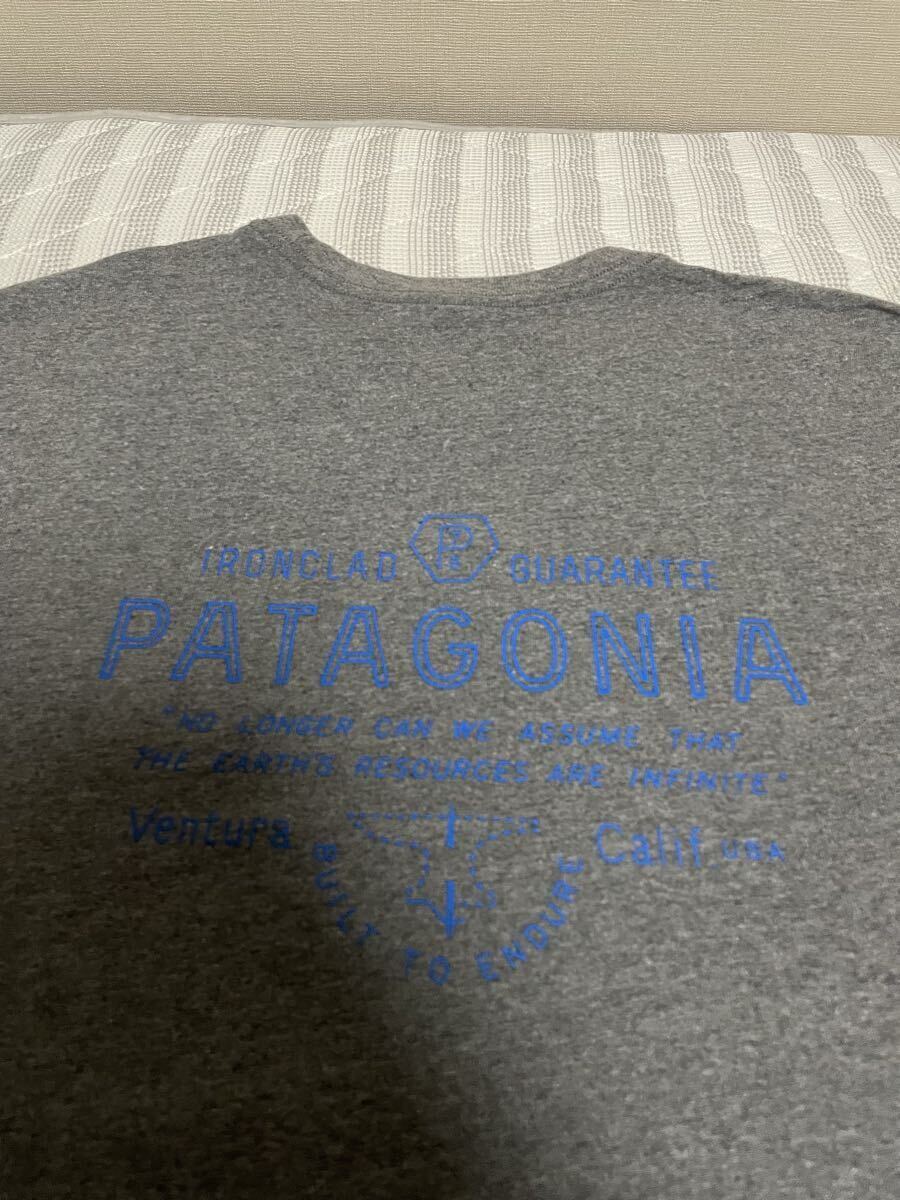 IRONCLAD P GUARANTEE
PATAGONIA
"NO LONGER CAN WE ASSUME THAT
THE EARTH'S RESOURCES ARE INFINITE"
Ventura Calif. USA
BUILT TO ENDURE